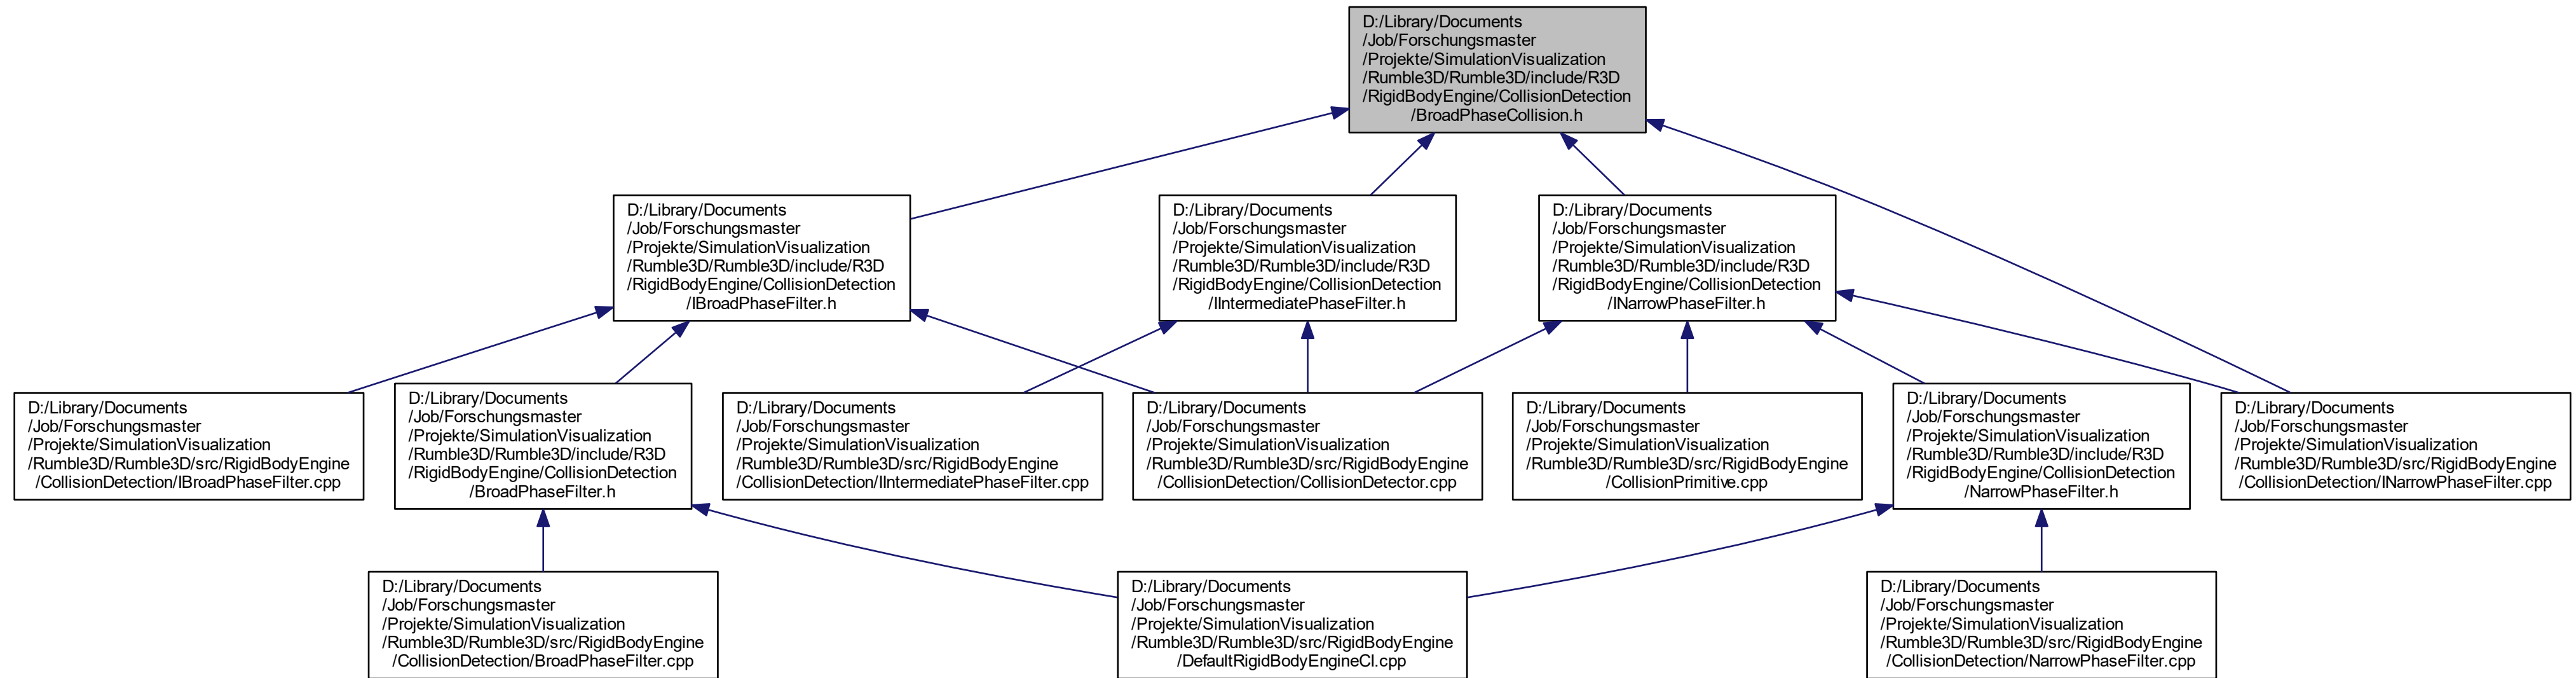 D:/Library/Documents
/Job/Forschungsmaster
/Projekte/SimulationVisualization
/Rumble3D/Rumble3D/include/R3D
/RigidBodyEngine/CollisionDetection
/BroadPhaseCollision.h
D:/Library/Documents
/Job/Forschungsmaster
/Projekte/SimulationVisualization
/Rumble3D/Rumble3D/include/R3D
/RigidBodyEngine/CollisionDetection
/IBroadPhaseFilter.h
D:/Library/Documents
/Job/Forschungsmaster
/Projekte/SimulationVisualization
/Rumble3D/Rumble3D/include/R3D
/RigidBodyEngine/CollisionDetection
/IIntermediatePhaseFilter.h
D:/Library/Documents
/Job/Forschungsmaster
/Projekte/SimulationVisualization
/Rumble3D/Rumble3D/include/R3D
/RigidBodyEngine/CollisionDetection
/INarrowPhaseFilter.h
D:/Library/Documents
/Job/Forschungsmaster
/Projekte/SimulationVisualization
/Rumble3D/Rumble3D/src/RigidBodyEngine
/CollisionDetection/IBroadPhaseFilter.cpp
D:/Library/Documents
/Job/Forschungsmaster
/Projekte/SimulationVisualization
/Rumble3D/Rumble3D/include/R3D
/RigidBodyEngine/CollisionDetection
/BroadPhaseFilter.h
D:/Library/Documents
/Job/Forschungsmaster
/Projekte/SimulationVisualization
/Rumble3D/Rumble3D/src/RigidBodyEngine
/CollisionDetection/IIntermediatePhaseFilter.cpp
D:/Library/Documents
/Job/Forschungsmaster
/Projekte/SimulationVisualization
/Rumble3D/Rumble3D/src/RigidBodyEngine
/CollisionDetection/CollisionDetector.cpp
D:/Library/Documents
/Job/Forschungsmaster
/Projekte/SimulationVisualization
/Rumble3D/Rumble3D/src/RigidBodyEngine
/CollisionPrimitive.cpp
D:/Library/Documents
/Job/Forschungsmaster
/Projekte/SimulationVisualization
/Rumble3D/Rumble3D/include/R3D
/RigidBodyEngine/CollisionDetection
/NarrowPhaseFilter.h
D:/Library/Documents
/Job/Forschungsmaster
/Projekte/SimulationVisualization
/Rumble3D/Rumble3D/src/RigidBodyEngine
/CollisionDetection/INarrowPhaseFilter.cpp
D:/Library/Documents
/Job/Forschungsmaster
/Projekte/SimulationVisualization
/Rumble3D/Rumble3D/src/RigidBodyEngine
/CollisionDetection/BroadPhaseFilter.cpp
D:/Library/Documents
/Job/Forschungsmaster
/Projekte/SimulationVisualization
/Rumble3D/Rumble3D/src/RigidBodyEngine
/DefaultRigidBodyEngineCI.cpp
D:/Library/Documents
/Job/Forschungsmaster
/Projekte/SimulationVisualization
/Rumble3D/Rumble3D/src/RigidBodyEngine
/CollisionDetection/NarrowPhaseFilter.cpp